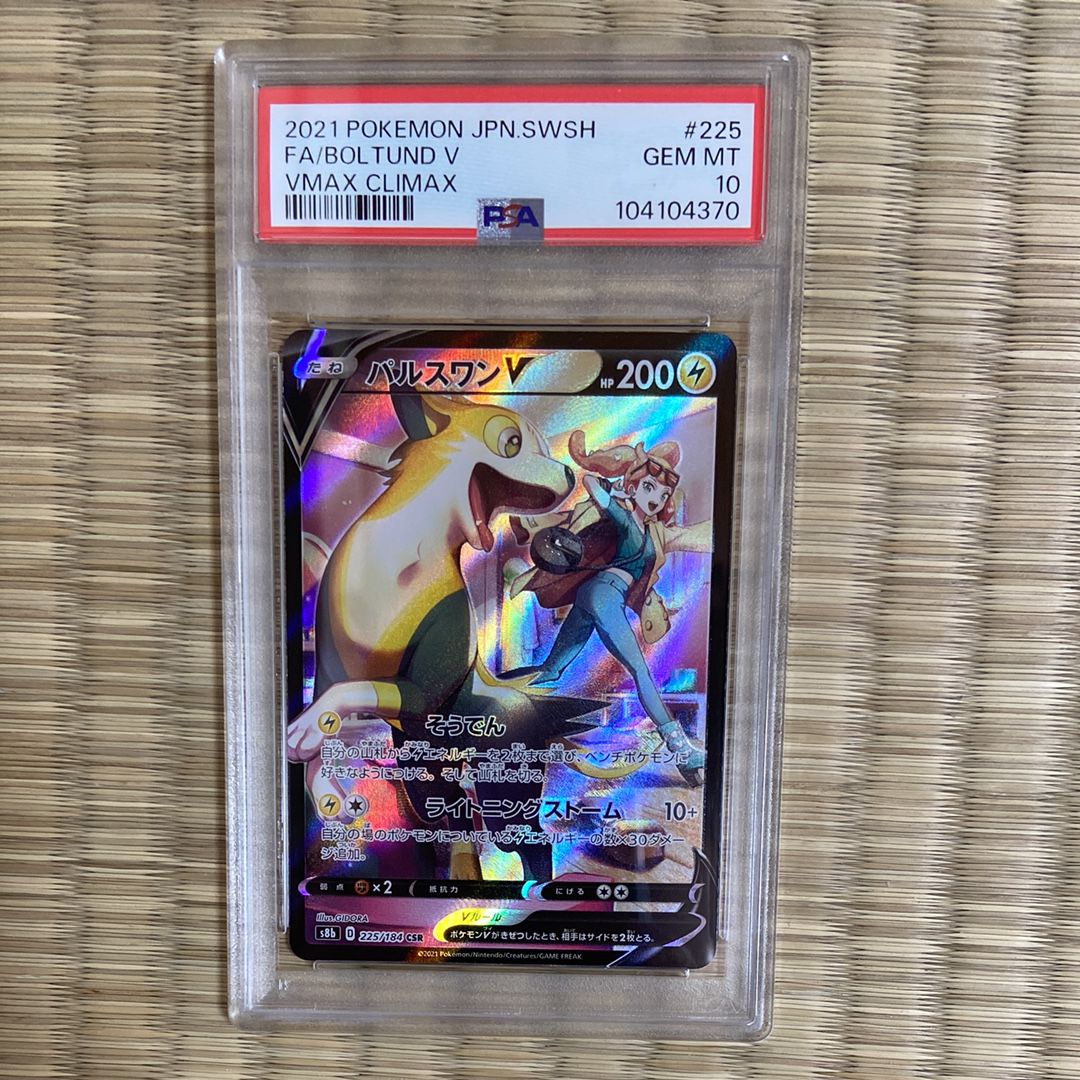 2021 POKEMON JPN.SWSH #225
FA/BOLTUND V GEM MT
VMAX CLIMAX 10
PSA 104104370
たね パルスワンV HP 200
そうでん
自分の山札からエネルギーを2枚まで選び、ベンチポケモンに
好きなようにつける。そして山札を切る。
ライトニングストーム 10+
自分の場のポケモンについているエネルギーの数×30ダメー
ジ追加。
弱点 ×2 抵抗力 にげる
Illus.GIDORA Vルール
s8b D 225/184 CSR ポケモンVがきぜつしたとき、相手はサイドを2枚とる。
©2021 Pokémon/Nintendo/Creatures/GAME FREAK.